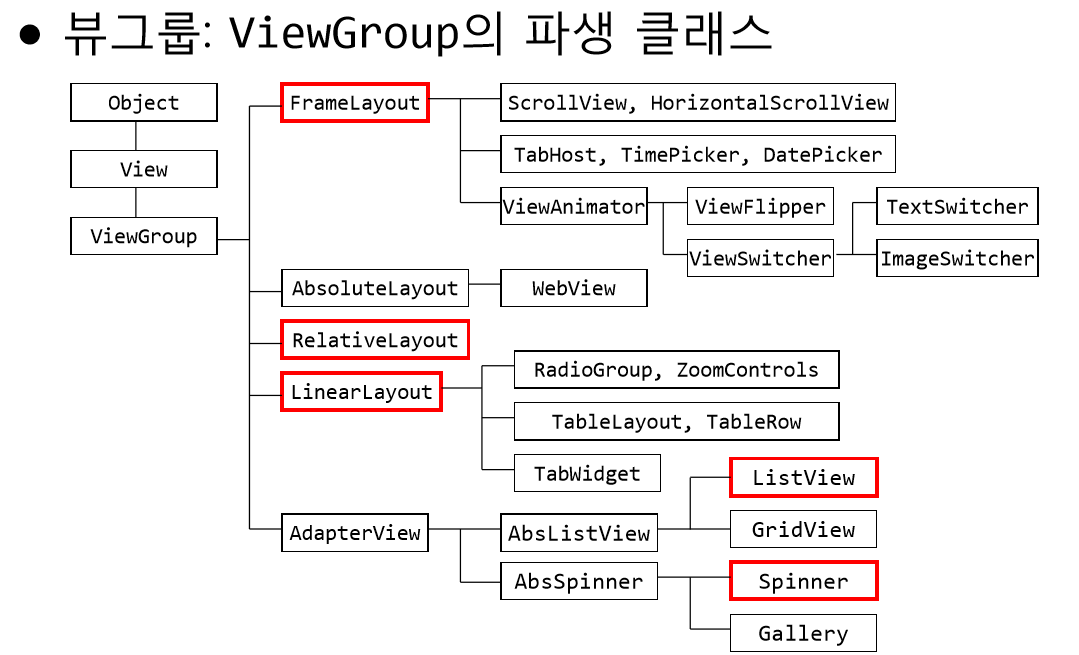 ● 뷰그룹: ViewGroup의 파생 클래스
Object
View
ViewGroup
FrameLayout
ScrollView, HorizontalScrollView
TabHost, TimePicker, DatePicker
ViewAnimator
ViewFlipper
TextSwitcher
ViewSwitcher
ImageSwitcher
AbsoluteLayout
WebView
RelativeLayout
LinearLayout
RadioGroup, ZoomControls
TableLayout, TableRow
TabWidget
AdapterView
AbsListView
ListView
GridView
AbsSpinner
Spinner
Gallery